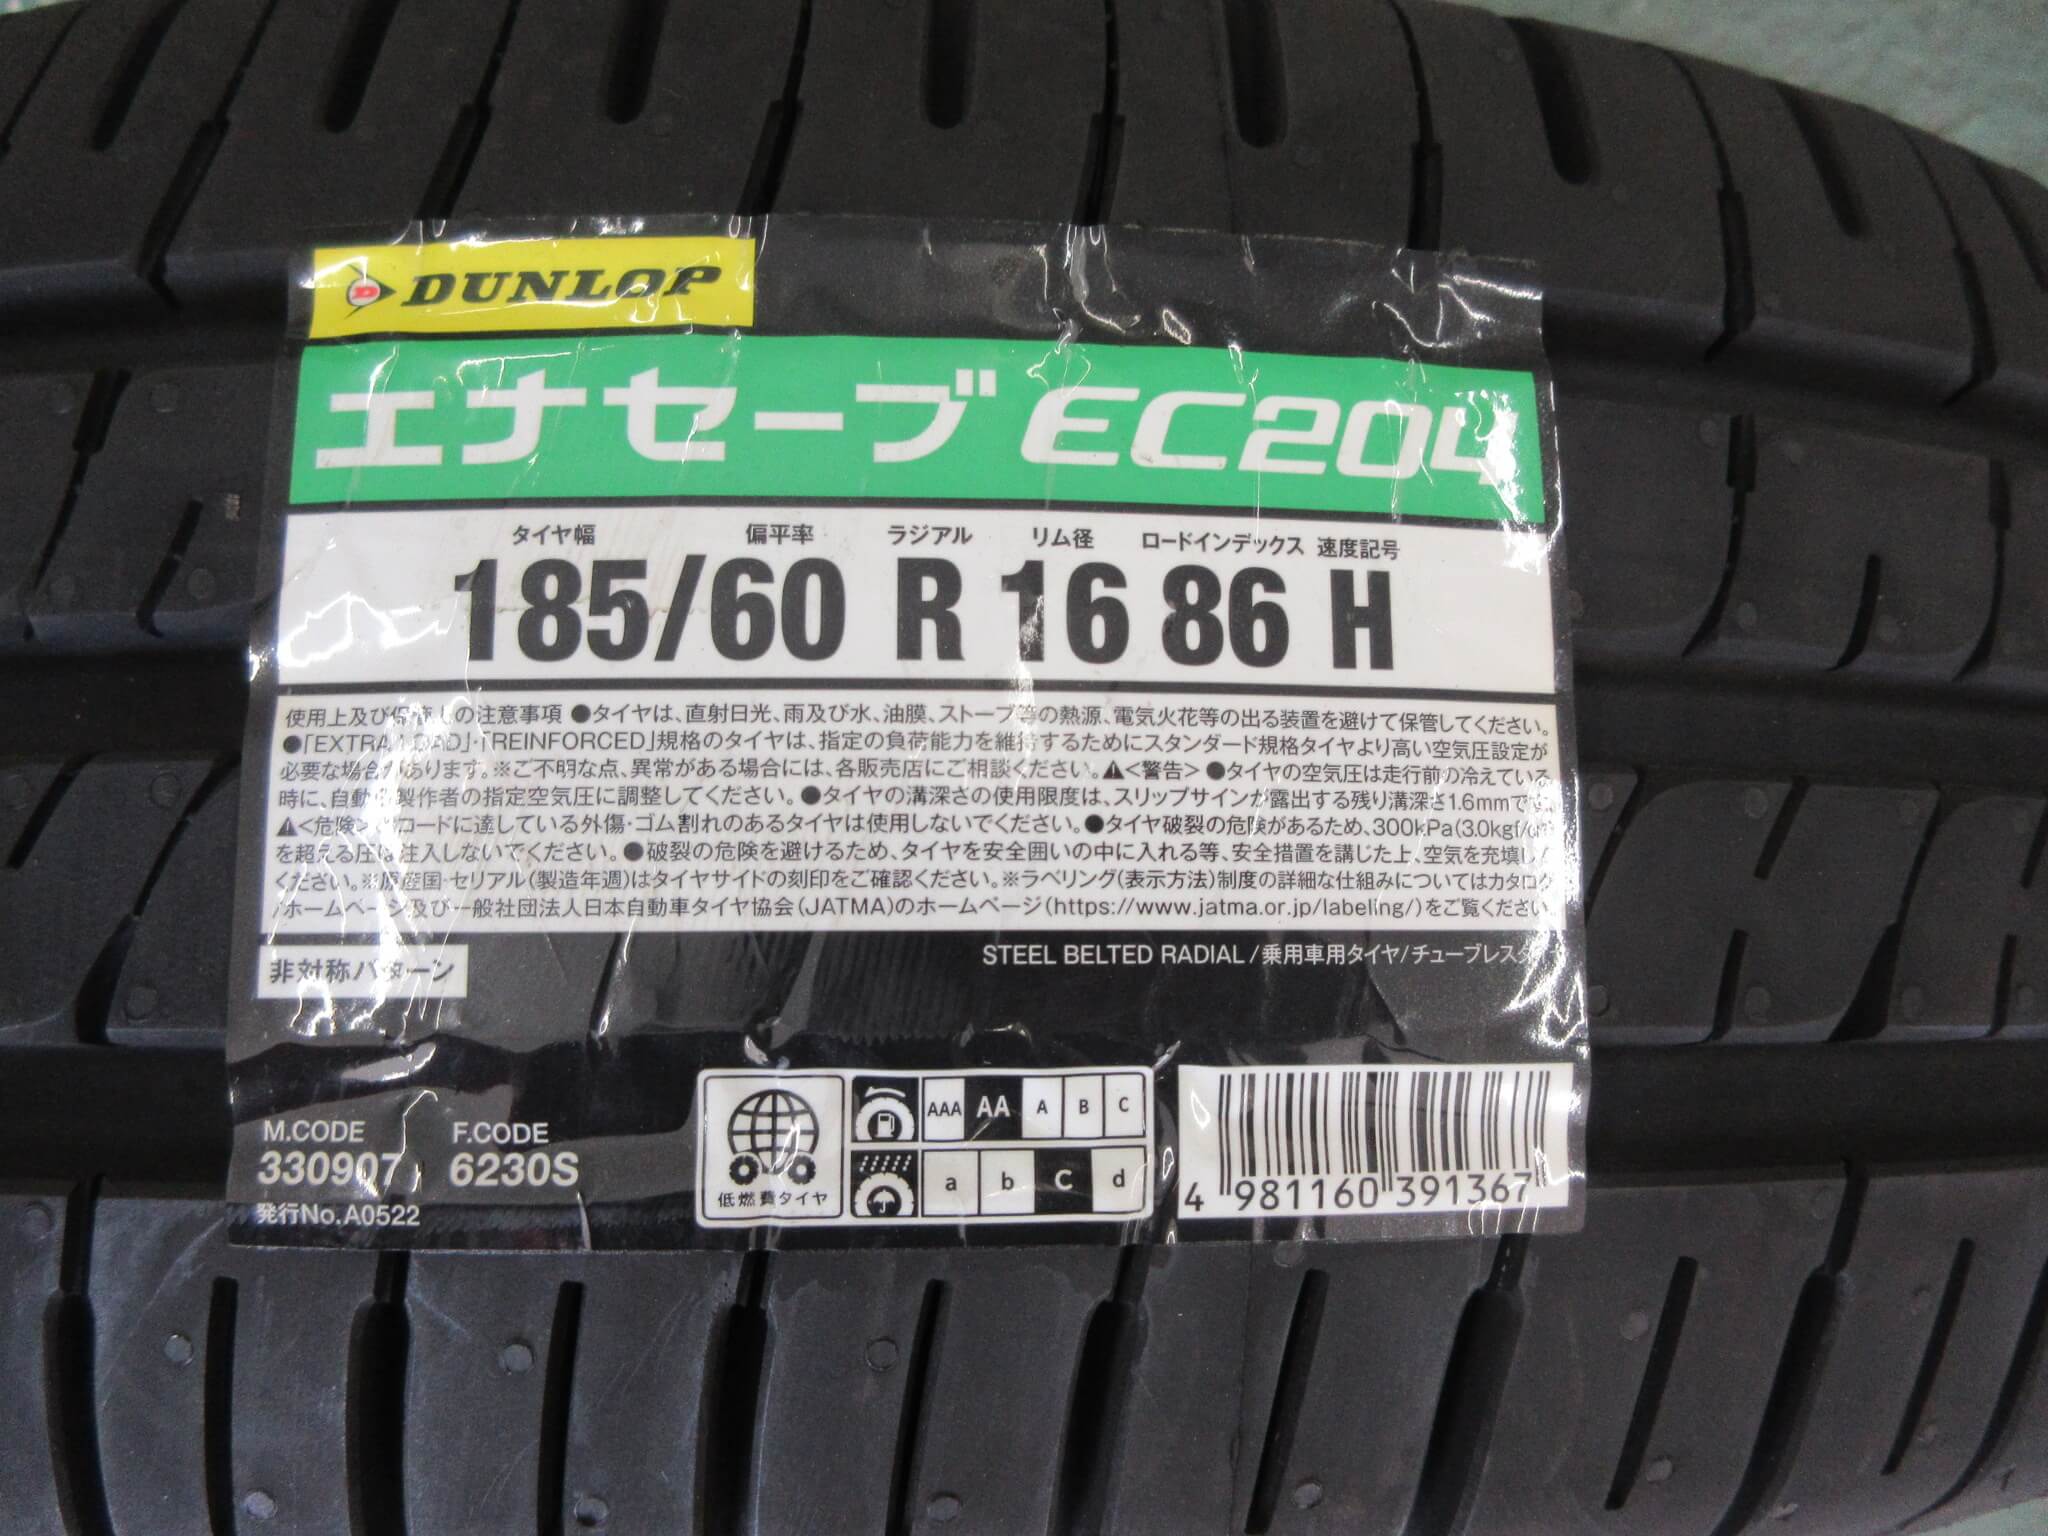 DUNLOP
エナセーブ EC204
タイヤ幅 偏平率 ラジアル リム径 ロードインデックス 速度記号
185/60 R 16 86 H
使用上及び保管上の注意事項 ●タイヤは、直射日光、雨及び水、油膜、ストーブ等の熱源、電気火花等の出る装置を避けて保管してください。
●「EXTRA LOAD」・「REINFORCED」規格のタイヤは、指定の負荷能力を維持するためにスタンダード規格タイヤより高い空気圧設定が
必要な場合があります。※ご不明な点、異常がある場合には、各販売店にご相談ください。⚠<警告> ●タイヤの空気圧は走行前の冷えている
時に、自動車製作者の指定空気圧に調整してください。●タイヤの溝深さの使用限度は、スリップサインが露出する残り溝深さ1.6mmです。
⚠<危険> ●コードに達している外傷・ゴム割れのあるタイヤは使用しないでください。●タイヤ破裂の危険があるため、300kPa(3.0kgf/cm²)
を超える圧は注入しないでください。●破裂の危険を避けるため、タイヤを安全囲いの中に入れる等、安全措置を講じた上、空気を充填して
ください。※原産国・セリアル(製造年週)はタイヤサイドの刻印をご確認ください。※ラベリング(表示方法)制度の詳細な仕組みについてはカタログ
/ホームページ及び一般社団法人日本自動車タイヤ協会(JATMA)のホームページ(https://www.jatma.or.jp/labeling/)をご覧ください。
STEEL BELTED RADIAL/乗用車用タイヤ/チューブレスタイヤ
非対称パターン
M.CODE F.CODE
330907 6230S
発行No.A0522
低燃費タイヤ
AAA AA A B C
a b c d
4 981160 391367